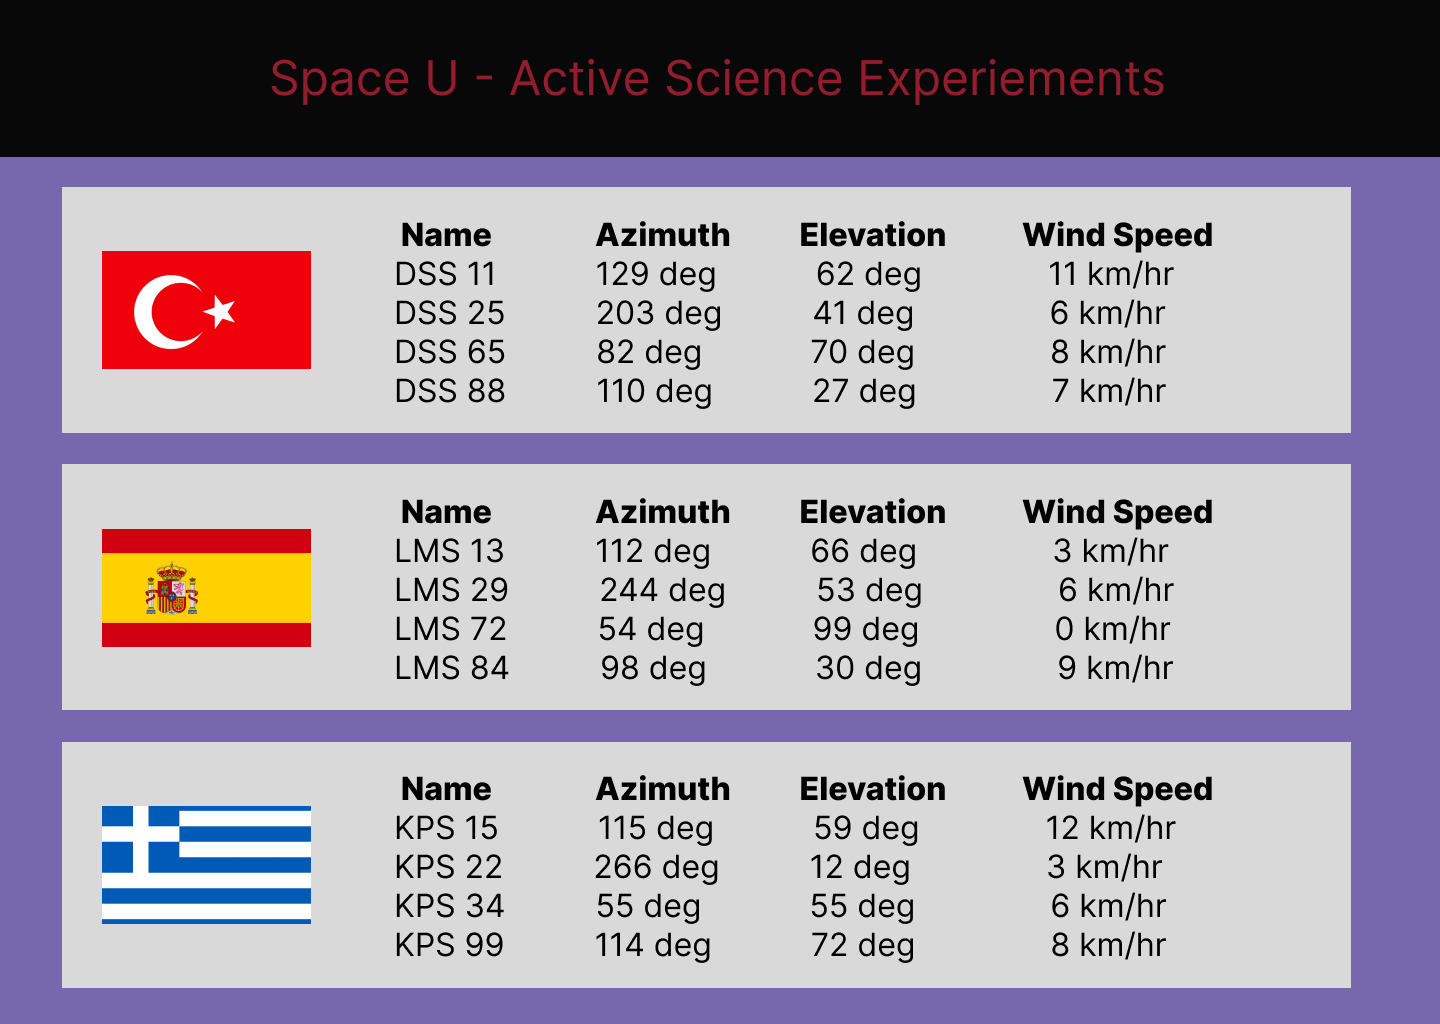 Space U - Active Science Experiements
Name Azimuth Elevation Wind Speed
DSS 11 129 deg 62 deg 11 km/hr
DSS 25 203 deg 41 deg 6 km/hr
DSS 65 82 deg 70 deg 8 km/hr
DSS 88 110 deg 27 deg 7 km/hr
Name Azimuth Elevation Wind Speed
LMS 13 112 deg 66 deg 3 km/hr
LMS 29 244 deg 53 deg 6 km/hr
LMS 72 54 deg 99 deg 0 km/hr
LMS 84 98 deg 30 deg 9 km/hr
Name Azimuth Elevation Wind Speed
KPS 15 115 deg 59 deg 12 km/hr
KPS 22 266 deg 12 deg 3 km/hr
KPS 34 55 deg 55 deg 6 km/hr
KPS 99 114 deg 72 deg 8 km/hr